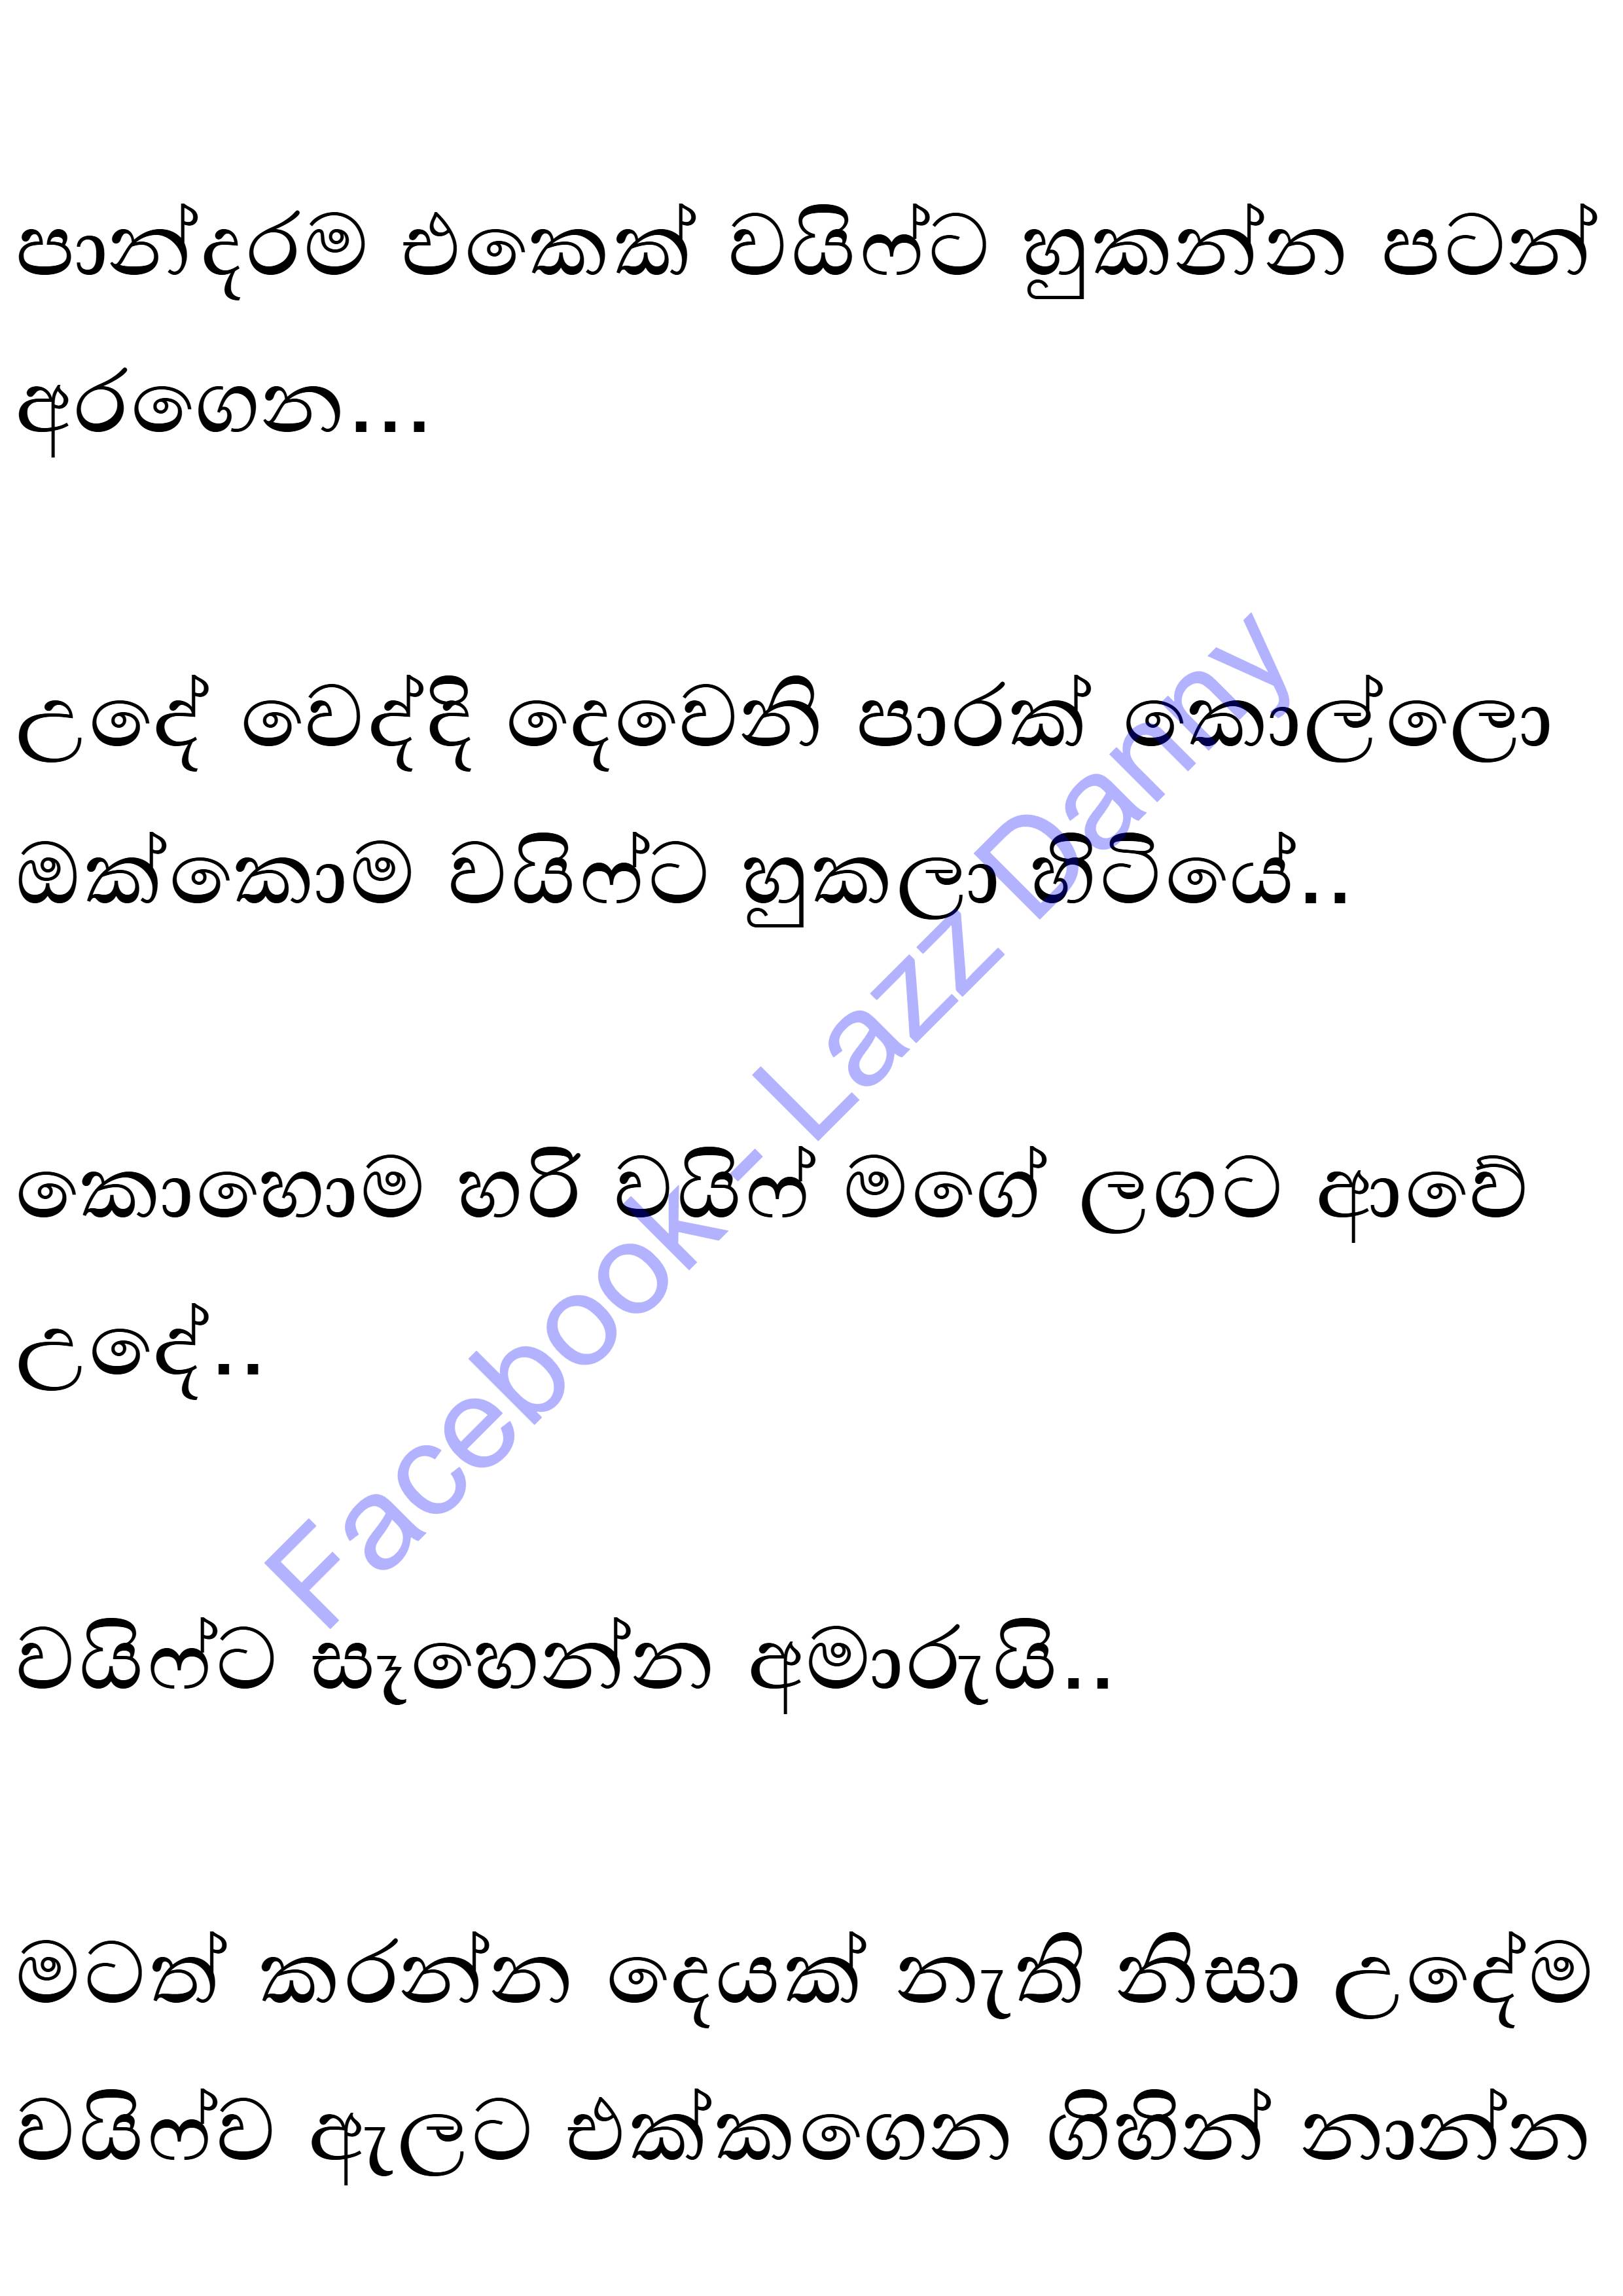 පාන්දරම එකෙක් වයිෆ්ට හුකන්න පටන්
අරගෙන...
උදේ වෙද්දි දෙවෙනි පාරක් කොල්ලො
ඔක්කොම වයිෆ්ට හුකලා හිටියේ..
කොහොම හරි වයිෆ් මගේ ලගට ආවේ
උදේ..
වයිෆ්ට සෑහෙන්න අමාරුයි..
මටත් කරන්න දෙයක් නැති නිසා උදේම
වයිෆ්ව ඇලට එක්කගෙන ගිහින් නාන්න
Facebook- Lazz Danny